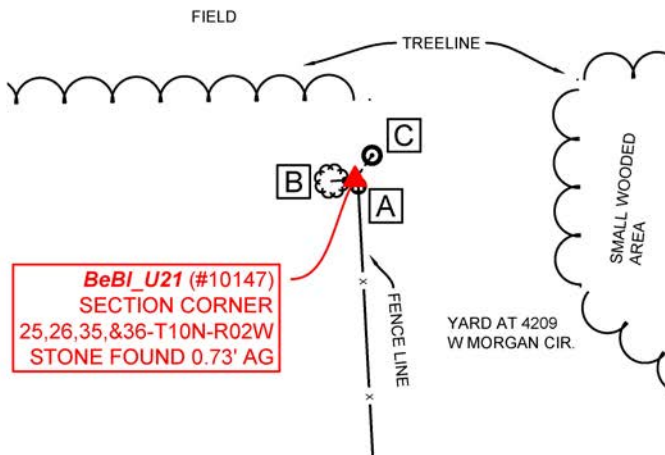 FIELD
TREELINE
C
B
A
SMALL WOODED
AREA
BeBl_U21 (#10147)
SECTION CORNER
25,26,35,&36-T10N-R02W
STONE FOUND 0.73' AG
x
FENCE LINE
x
YARD AT 4209
W MORGAN CIR.